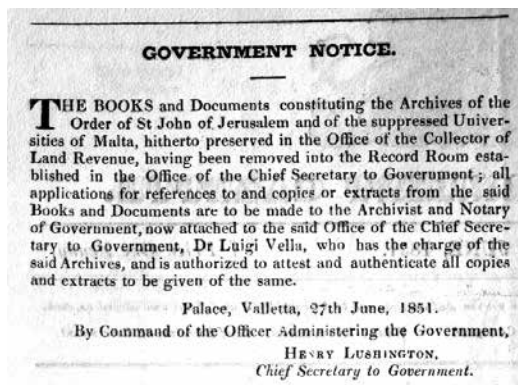 GOVERNMENT NOTICE.
THE BOOKS and Documents constituting the Archives of the
Order of St John of Jerusalem and of the suppressed Univer-
sities of Malta, hitherto preserved in the Office of the Collector of
Land Revenue, having been removed into the Record Room esta-
blished in the Office of the Chief Secretary to Government; all
applications for references to and copies or extracts from the said
Books and Documents are to be made to the Archivist and Notary
of Government, now attached to the said Office of the Chief Secre-
tary to Government, Dr Luigi Vella, who has the charge of the
said Archives, and is authorized to attest and authenticate all copies
and extracts to be given of the same.
Palace, Valletta, 27th June, 1851.
By Command of the Officer Administering the Government,
HENRY LUSHINGTON,
Chief Secretary to Government.